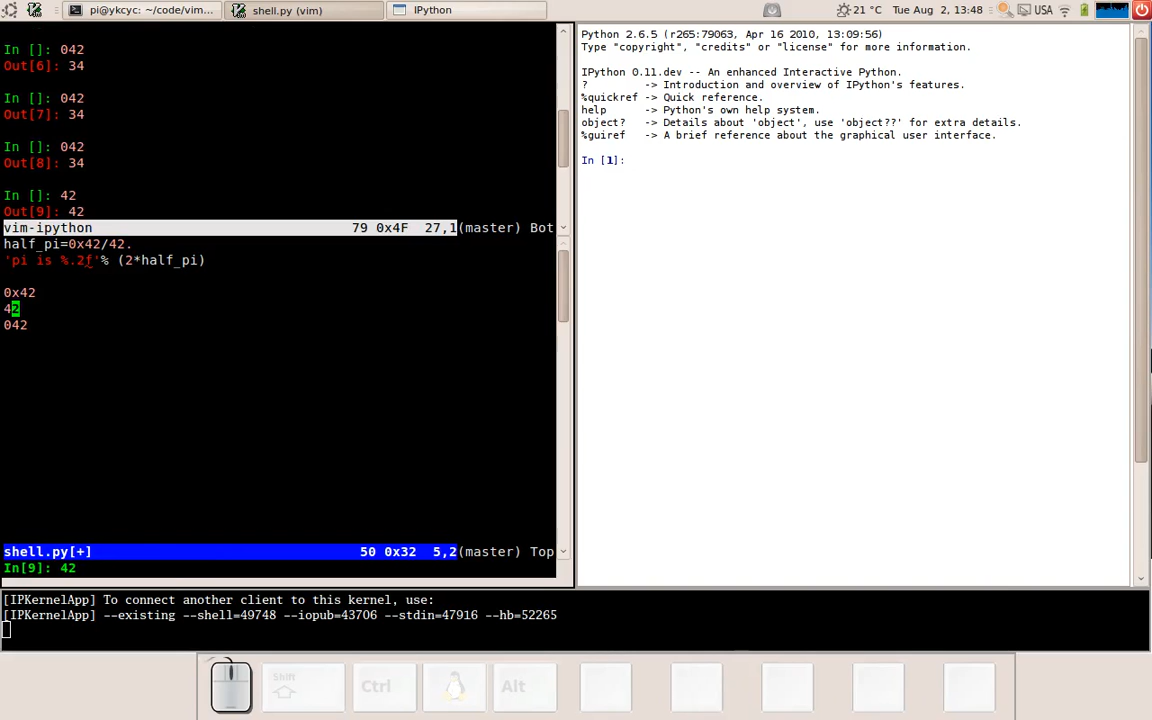 pi@ykcyc: ~/code/vim...
shell.py (vim)
IPython
21 °C
Tue Aug 2, 13:48
USA
In []: 042
Out[6]: 34
In []: 042
Out[7]: 34
In []: 042
Out[8]: 34
In []: 42
Out[9]: 42
vim-ipython 79 0x4F 27,1(master) Bot
half_pi=0x42/42.
'pi is %.2f'% (2*half_pi)
0x42
42
042
shell.py[+] 50 0x32 5,2(master) Top
In[9]: 42
Python 2.6.5 (r265:79063, Apr 16 2010, 13:09:56)
Type "copyright", "credits" or "license" for more information.
IPython 0.11.dev -- An enhanced Interactive Python.
? -> Introduction and overview of IPython's features.
%quickref -> Quick reference.
help -> Python's own help system.
object? -> Details about 'object', use 'object??' for extra details.
%guiref -> A brief reference about the graphical user interface.
In [1]:
[IPKernelApp] To connect another client to this kernel, use:
[IPKernelApp] --existing --shell=49748 --iopub=43706 --stdin=47916 --hb=52265
Shift
Ctrl
Alt